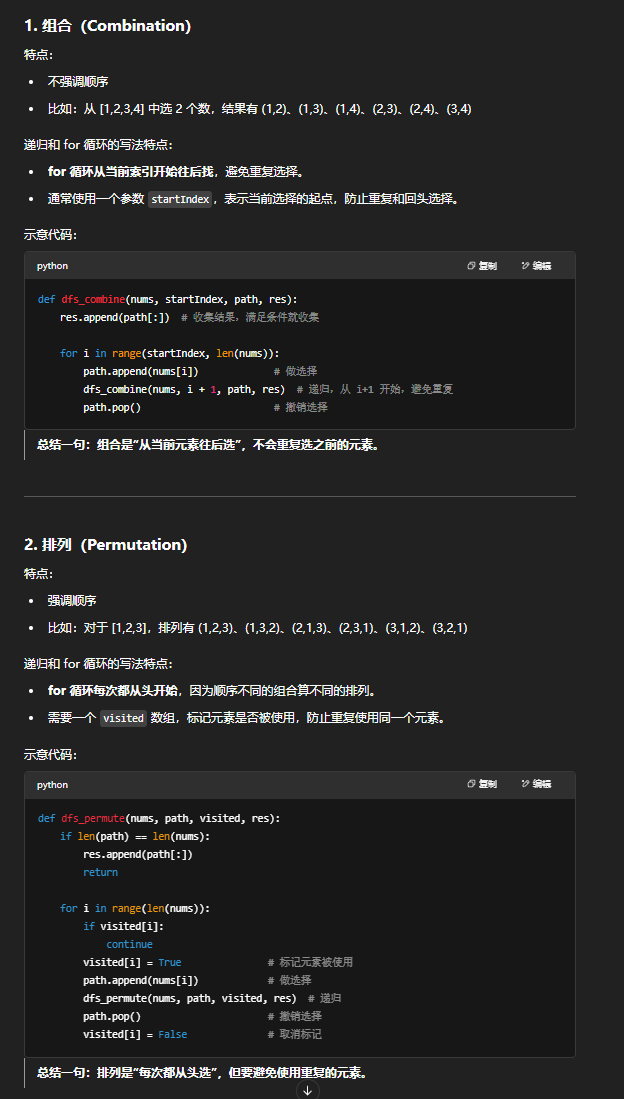 1. 组合（Combination）
特点：
不强调顺序
比如：从 [1,2,3,4] 中选 2 个数，结果有 (1,2)、(1,3)、(1,4)、(2,3)、(2,4)、(3,4)
递归和 for 循环的写法特点：
for 循环从当前索引开始往后找，避免重复选择。
通常使用一个参数 startIndex，表示当前选择的起点，防止重复和回头选择。
示意代码：
python 复制 编辑
def dfs_combine(nums, startIndex, path, res):
    res.append(path[:])  # 收集结果，满足条件就收集
    for i in range(startIndex, len(nums)):
        path.append(nums[i])             # 做选择
        dfs_combine(nums, i + 1, path, res)  # 递归，从 i+1 开始，避免重复
        path.pop()                       # 撤销选择
总结一句：组合是“从当前元素往后选”，不会重复选之前的元素。
2. 排列（Permutation）
特点：
强调顺序
比如：对于 [1,2,3]，排列有 (1,2,3)、(1,3,2)、(2,1,3)、(2,3,1)、(3,1,2)、(3,2,1)
递归和 for 循环的写法特点：
for 循环每次都从头开始，因为顺序不同的组合算不同的排列。
需要一个 visited 数组，标记元素是否被使用，防止重复使用同一个元素。
示意代码：
python 复制 编辑
def dfs_permute(nums, path, visited, res):
    if len(path) == len(nums):
        res.append(path[:])
        return
    for i in range(len(nums)):
        if visited[i]:
            continue
        visited[i] = True               # 标记元素被使用
        path.append(nums[i])            # 做选择
        dfs_permute(nums, path, visited, res)  # 递归
        path.pop()                      # 撤销选择
        visited[i] = False              # 取消标记
总结一句：排列是“每次都从头选”，但要避免使用重复的元素。